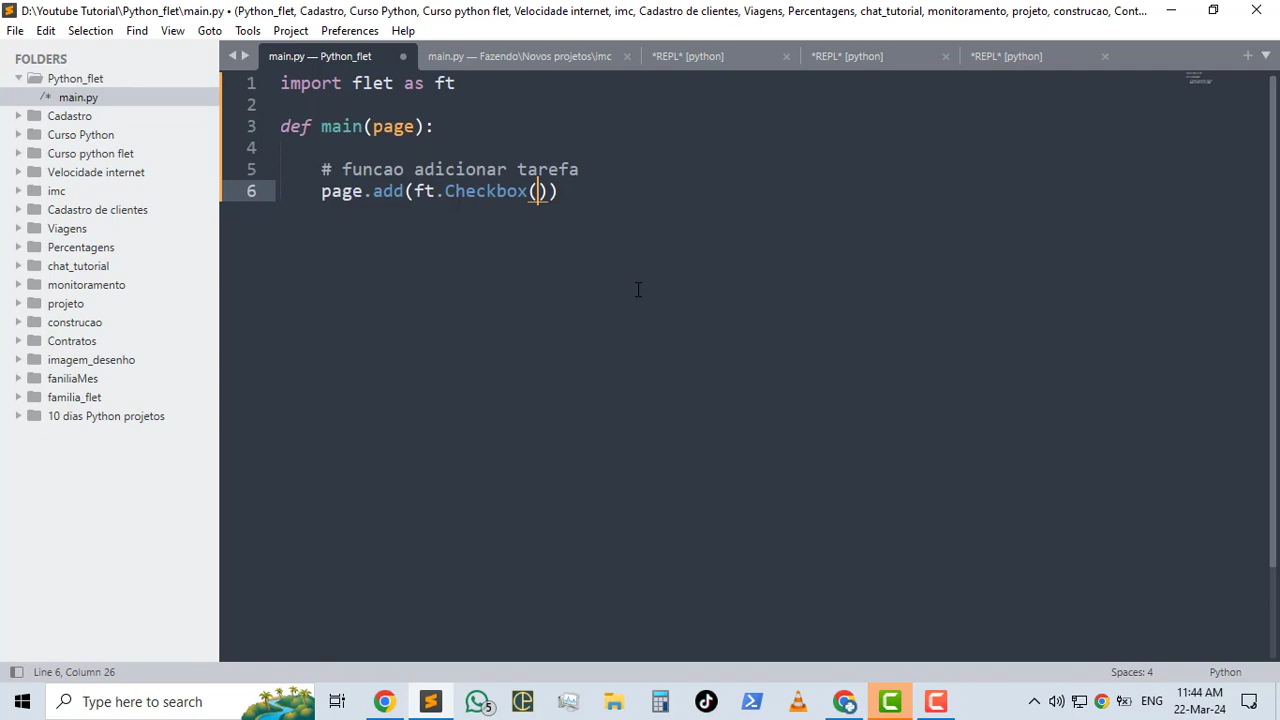 D:\Youtube Tutorial\Python_flet\main.py • (Python_flet, Cadastro, Curso Python, Curso python flet, Velocidade internet, imc, Cadastro de clientes, Viagens, Percentagens, chat_tutorial, monitoramento, projeto, construcao, Cont...
File Edit Selection Find View Goto Tools Project Preferences Help
FOLDERS
Python_flet
/* main.py
Cadastro
Curso Python
Curso python flet
Velocidade internet
imc
Cadastro de clientes
Viagens
Percentagens
chat_tutorial
monitoramento
projeto
construcao
Contratos
imagem_desenho
faniliaMes
familia_flet
10 dias Python projetos
main.py — Python_flet
main.py — Fazendo\Novos projetos\imc
*REPL* [python]
*REPL* [python]
*REPL* [python]
1 import flet as ft
2
3 def main(page):
4
5 # funcao adicionar tarefa
6 page.add(ft.Checkbox())
Line 6, Column 26
Spaces: 4
Python
Type here to search
5
ENG
11:44 AM
22-Mar-24